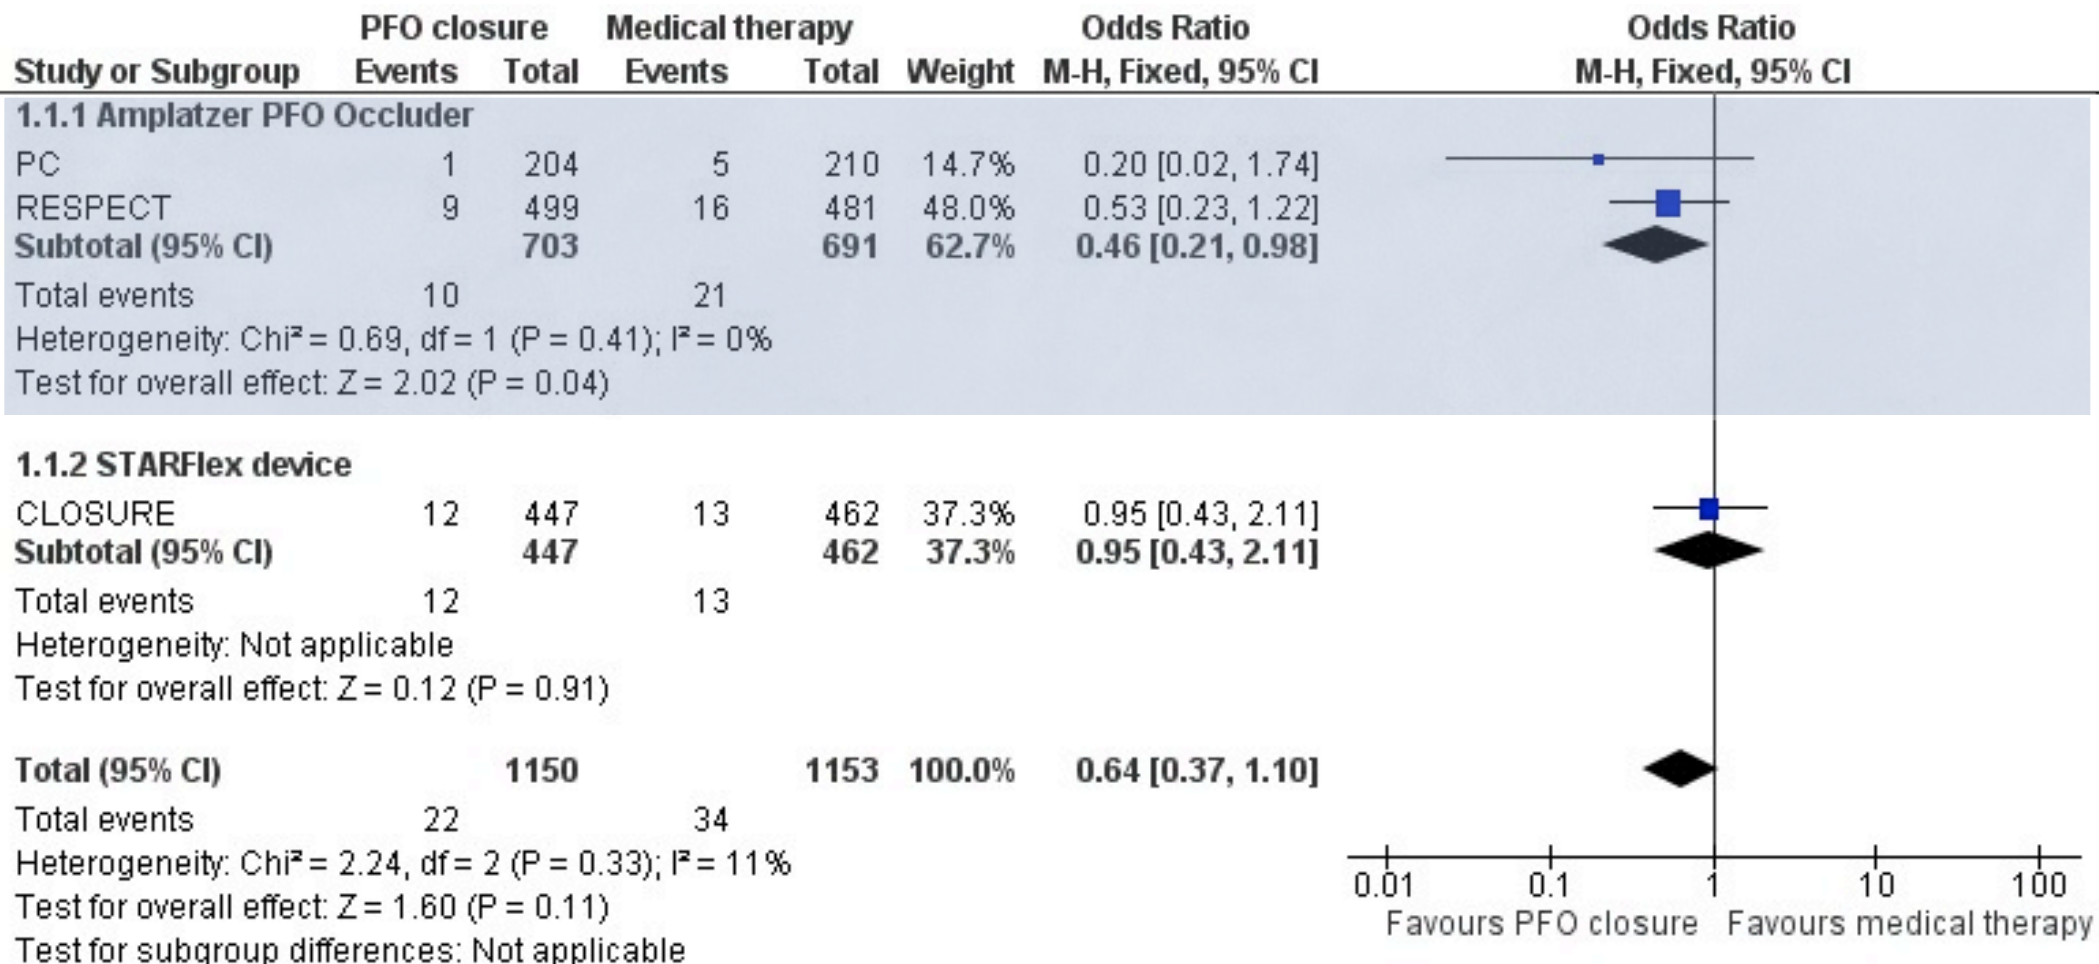 PFO closure Medical therapy Odds Ratio Odds Ratio
Study or Subgroup Events Total Events Total Weight M-H, Fixed, 95% CI M-H, Fixed, 95% CI
1.1.1 Amplatzer PFO Occluder
PC 1 204 5 210 14.7% 0.20 [0.02, 1.74]
RESPECT 9 499 16 481 48.0% 0.53 [0.23, 1.22]
Subtotal (95% CI) 703 691 62.7% 0.46 [0.21, 0.98]
Total events 10 21
Heterogeneity: Chi² = 0.69, df = 1 (P = 0.41); I² = 0%
Test for overall effect: Z = 2.02 (P = 0.04)
1.1.2 STARFlex device
CLOSURE 12 447 13 462 37.3% 0.95 [0.43, 2.11]
Subtotal (95% CI) 447 462 37.3% 0.95 [0.43, 2.11]
Total events 12 13
Heterogeneity: Not applicable
Test for overall effect: Z = 0.12 (P = 0.91)
Total (95% CI) 1150 1153 100.0% 0.64 [0.37, 1.10]
Total events 22 34
Heterogeneity: Chi² = 2.24, df = 2 (P = 0.33); I² = 11%
Test for overall effect: Z = 1.60 (P = 0.11)
Test for subgroup differences: Not applicable
0.01 0.1 1 10 100
Favours PFO closure Favours medical therapy